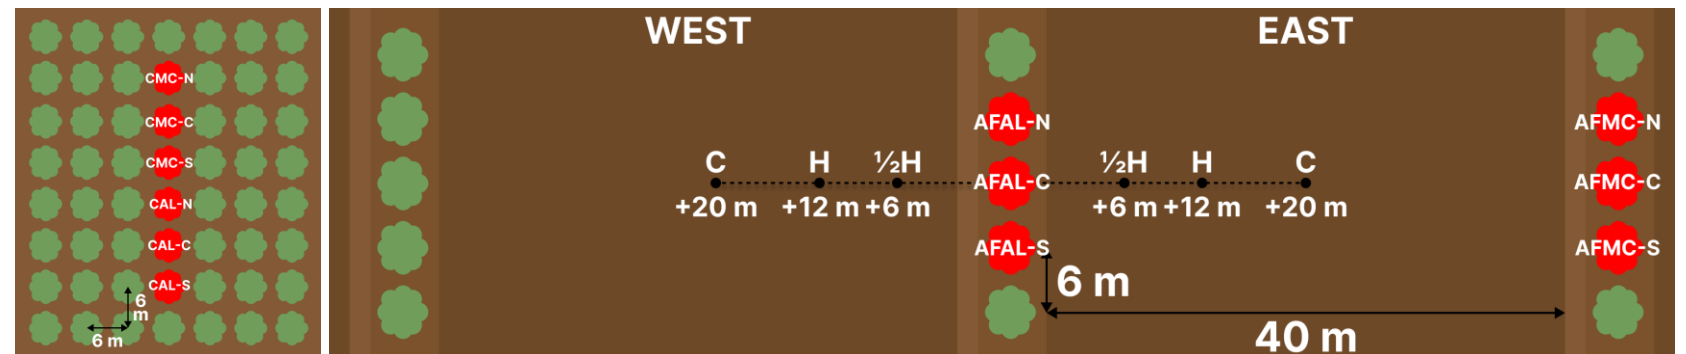 CMC-N
CMC-C
CMC-S
CAL-N
CAL-C
CAL-S
6
m
6 m
WEST
EAST
AFAL-N
AFMC-N
C
H
½H
AFAL-C
½H
H
C
AFMC-C
+20 m
+12 m
+6 m
+6 m
+12 m
+20 m
AFAL-S
AFMC-S
6 m
40 m